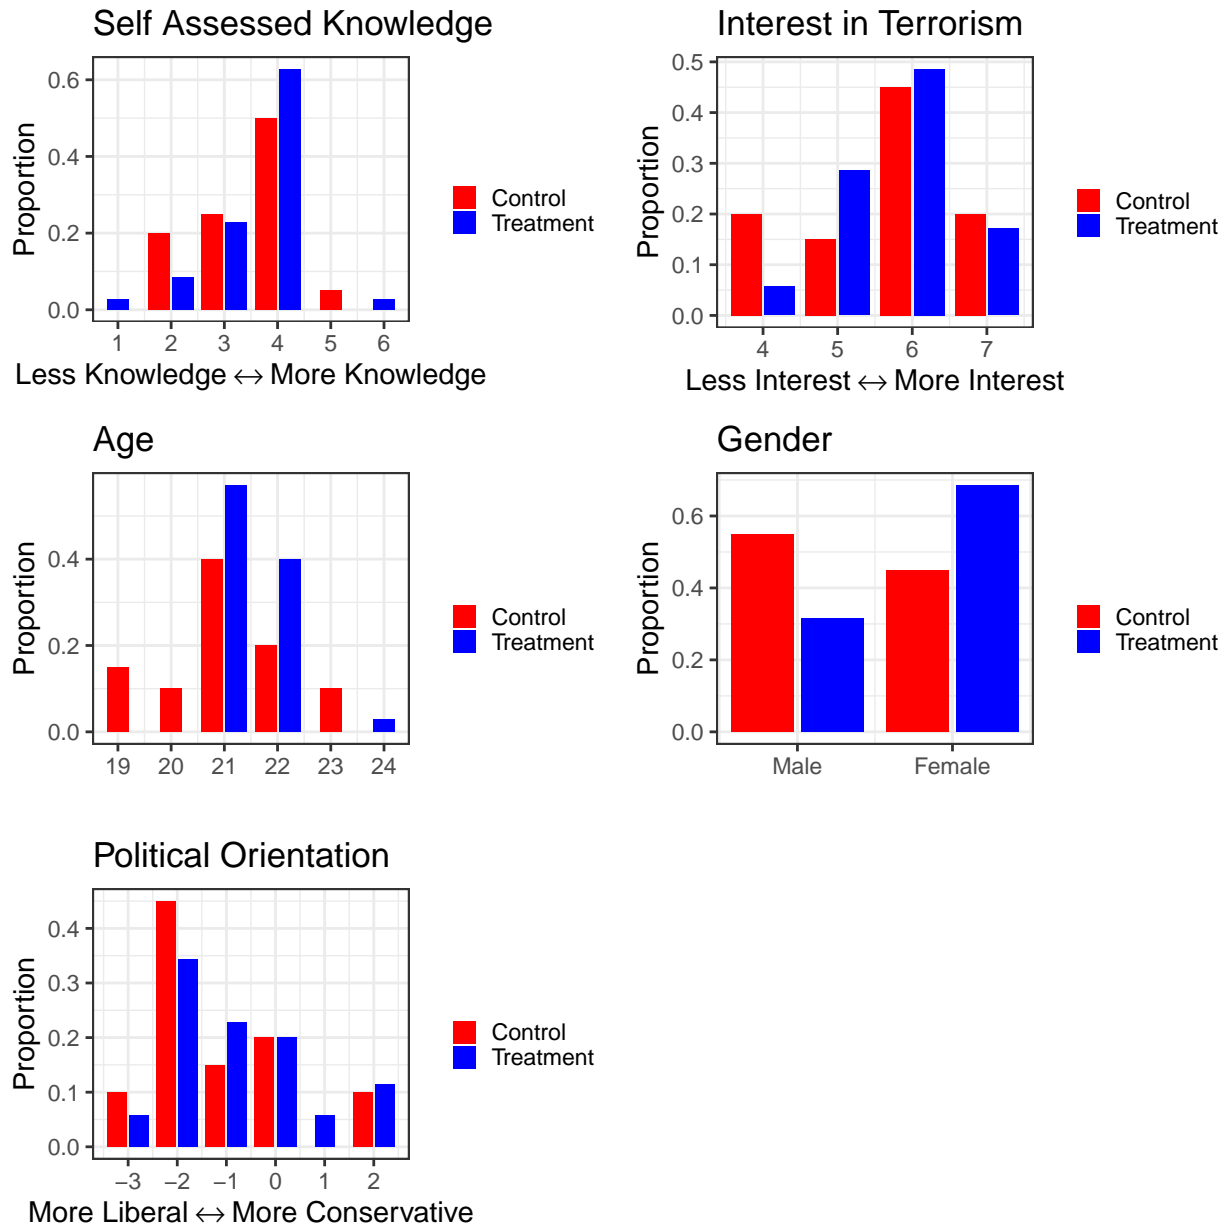 Self Assessed Knowledge
Proportion
0.6
0.4
0.2
0.0
1 2 3 4 5 6
Less Knowledge ↔ More Knowledge
Control
Treatment
Interest in Terrorism
Proportion
0.5
0.4
0.3
0.2
0.1
0.0
4 5 6 7
Less Interest ↔ More Interest
Control
Treatment
Age
Proportion
0.4
0.2
0.0
19 20 21 22 23 24
Control
Treatment
Gender
Proportion
0.6
0.4
0.2
0.0
Male Female
Control
Treatment
Political Orientation
Proportion
0.4
0.3
0.2
0.1
0.0
−3 −2 −1 0 1 2
More Liberal ↔ More Conservative
Control
Treatment